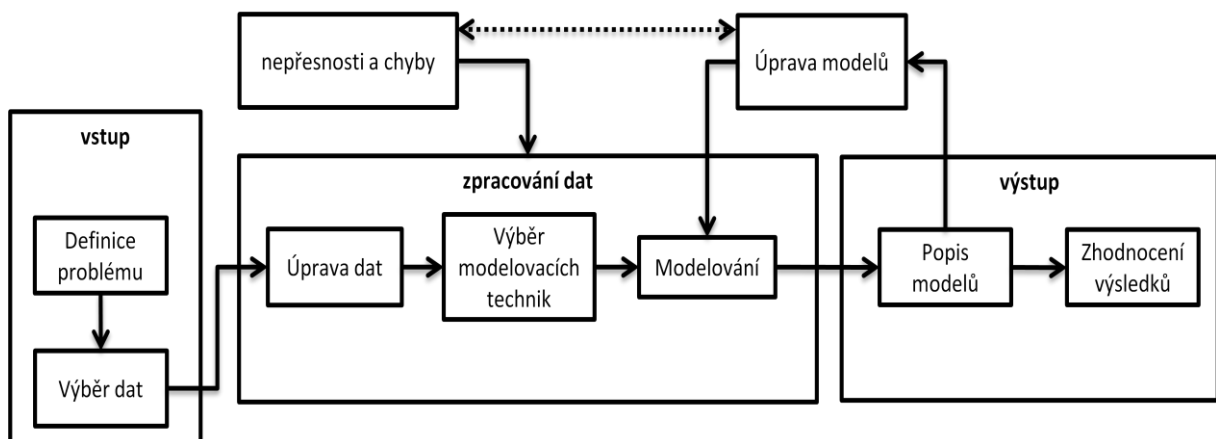 nepřesnosti a chyby
Úprava modelů
vstup
Definice
problému
Výběr dat
zpracování dat
Úprava dat
Výběr
modelovacích
technik
Modelování
výstup
Popis
modelů
Zhodnocení
výsledků